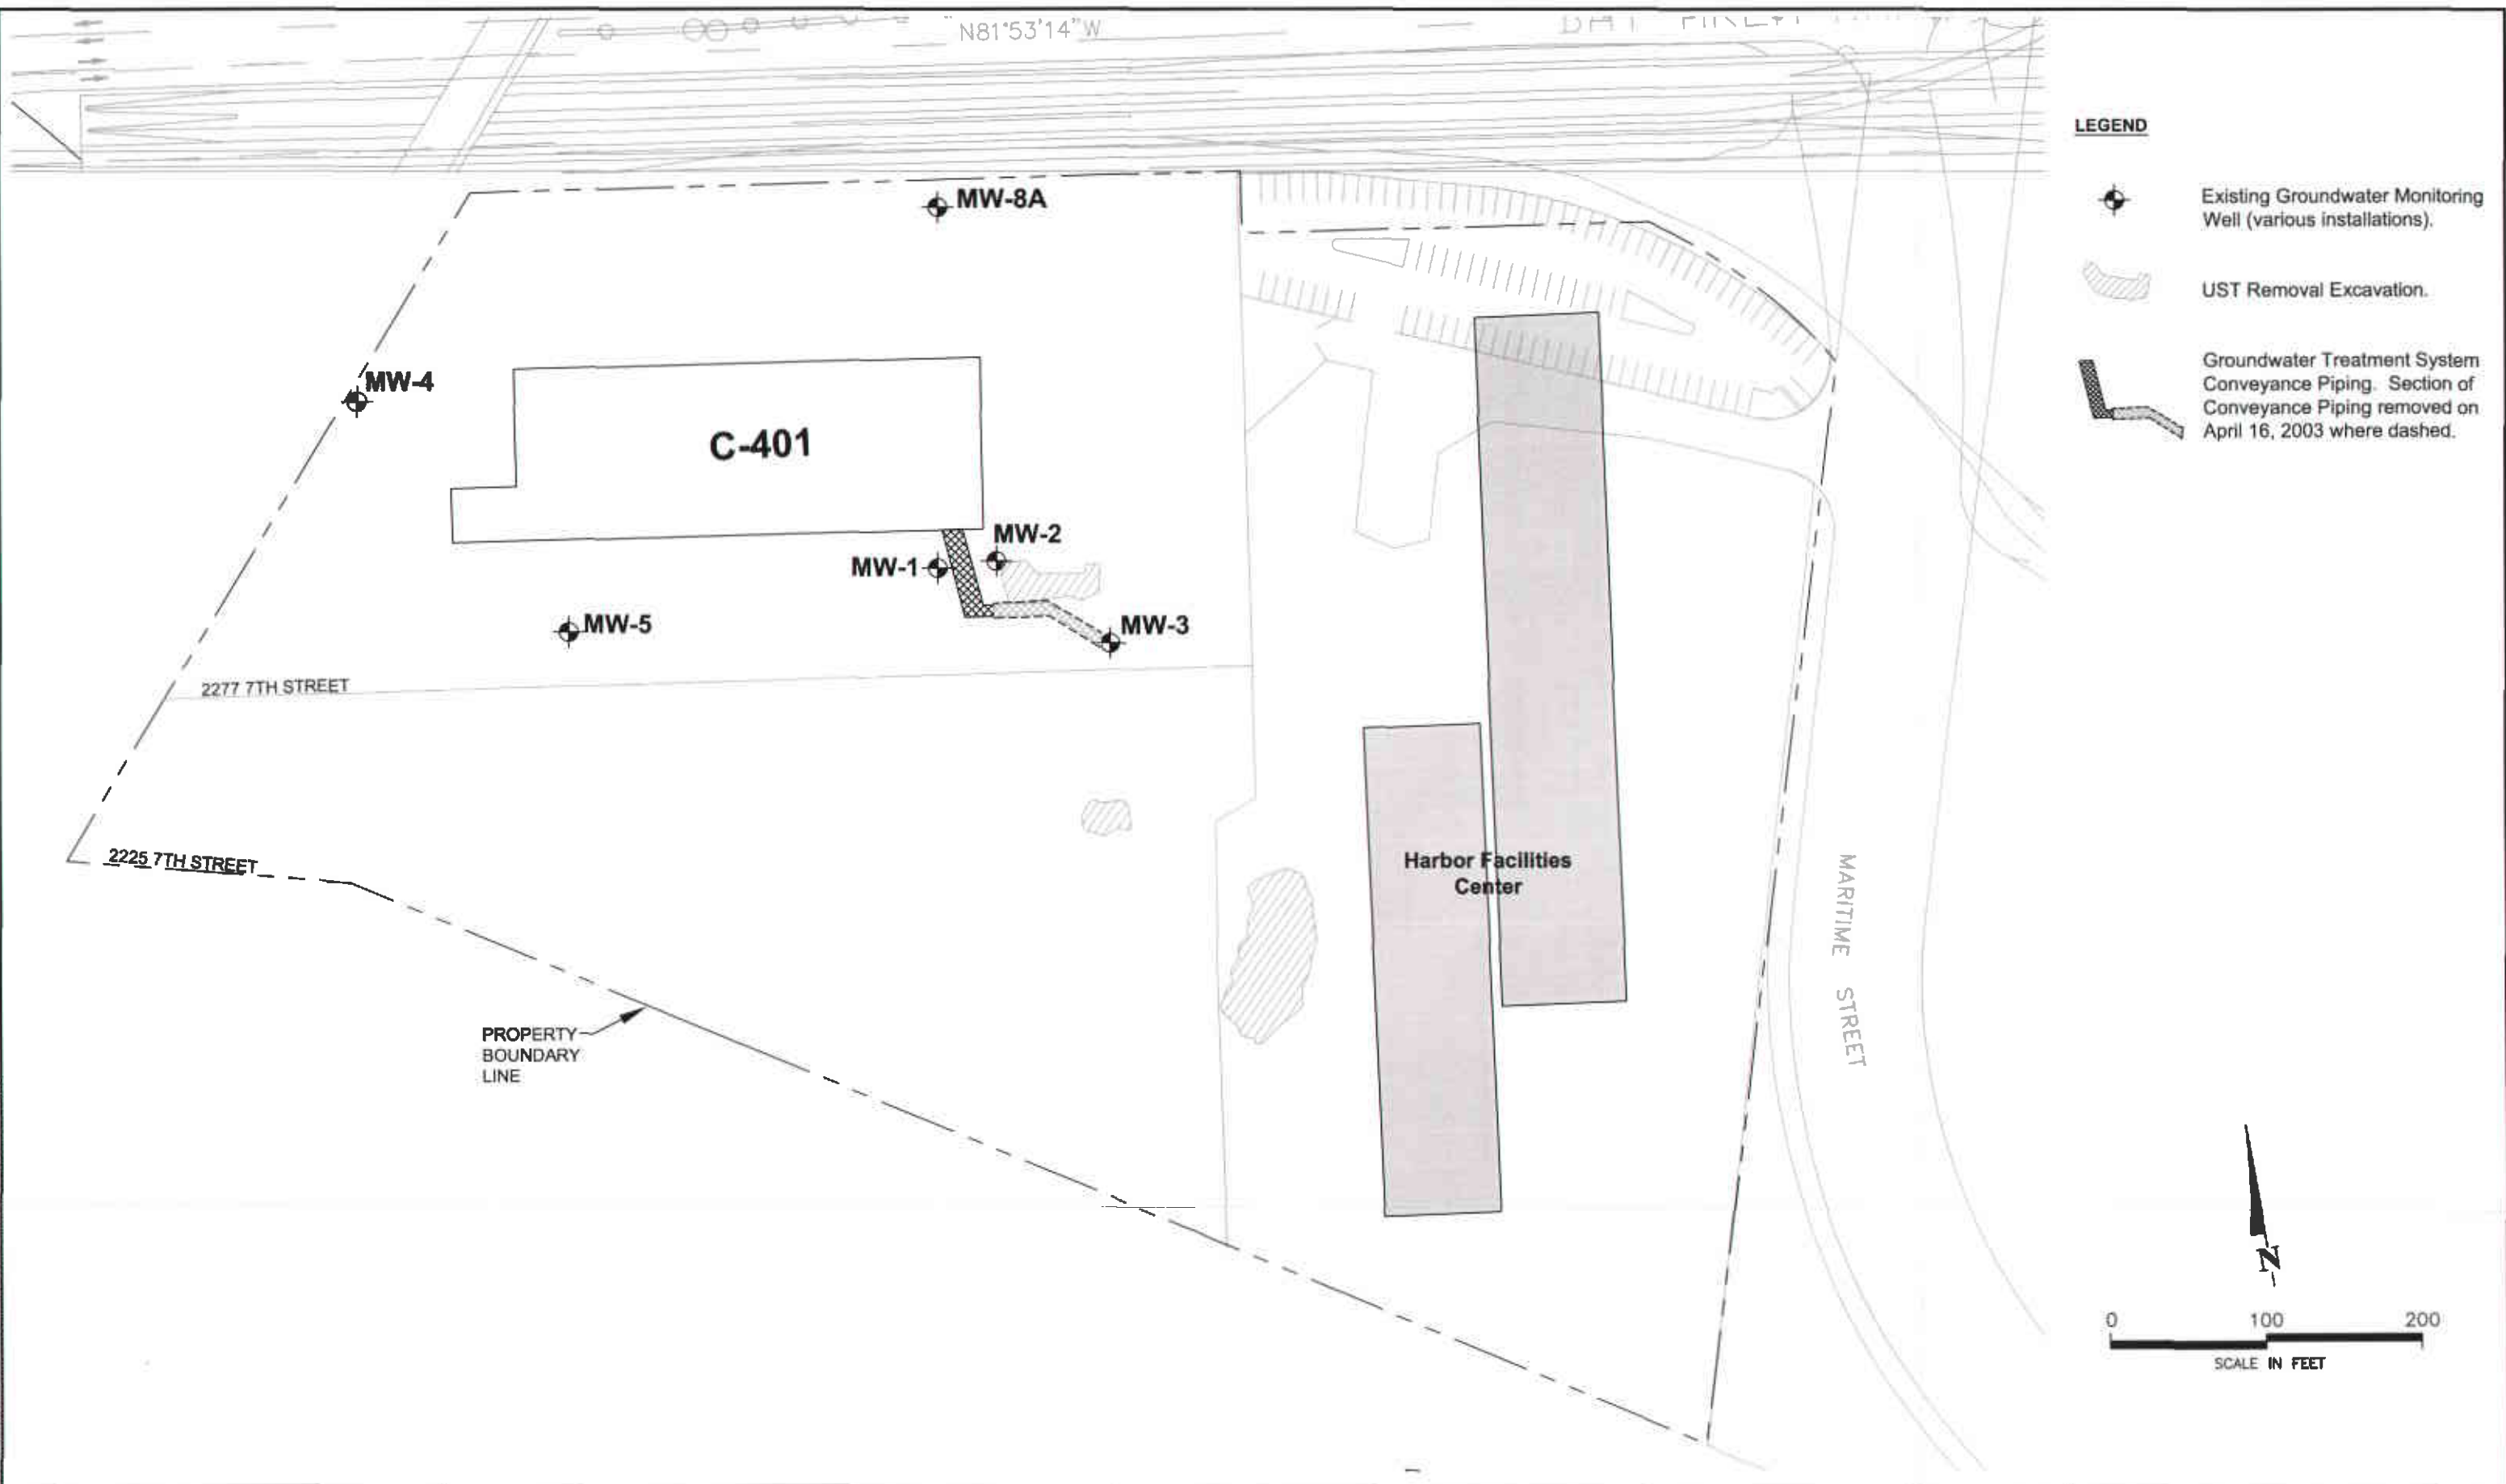 N81°53'14"W
LEGEND
MW-8A
Existing Groundwater Monitoring
Well (various installations).
UST Removal Excavation.
MW-4
Groundwater Treatment System
Conveyance Piping. Section of
Conveyance Piping removed on
April 16, 2003 where dashed.
C-401
MW-2
MW-1
MW-5
MW-3
2277 7TH STREET
2225 7TH STREET
Harbor Facilities
Center
MARITIME STREET
PROPERTY
BOUNDARY
LINE
N
0 100 200
SCALE IN FEET